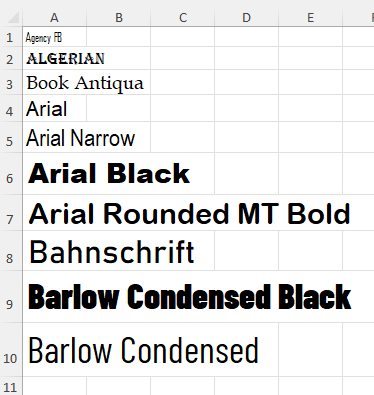 A B C D E
1 Agency FB
2 ALGERIAN
3 Book Antiqua
4 Arial
5 Arial Narrow
6 Arial Black
7 Arial Rounded MT Bold
8 Bahnschrift
9 Barlow Condensed Black
10 Barlow Condensed
11